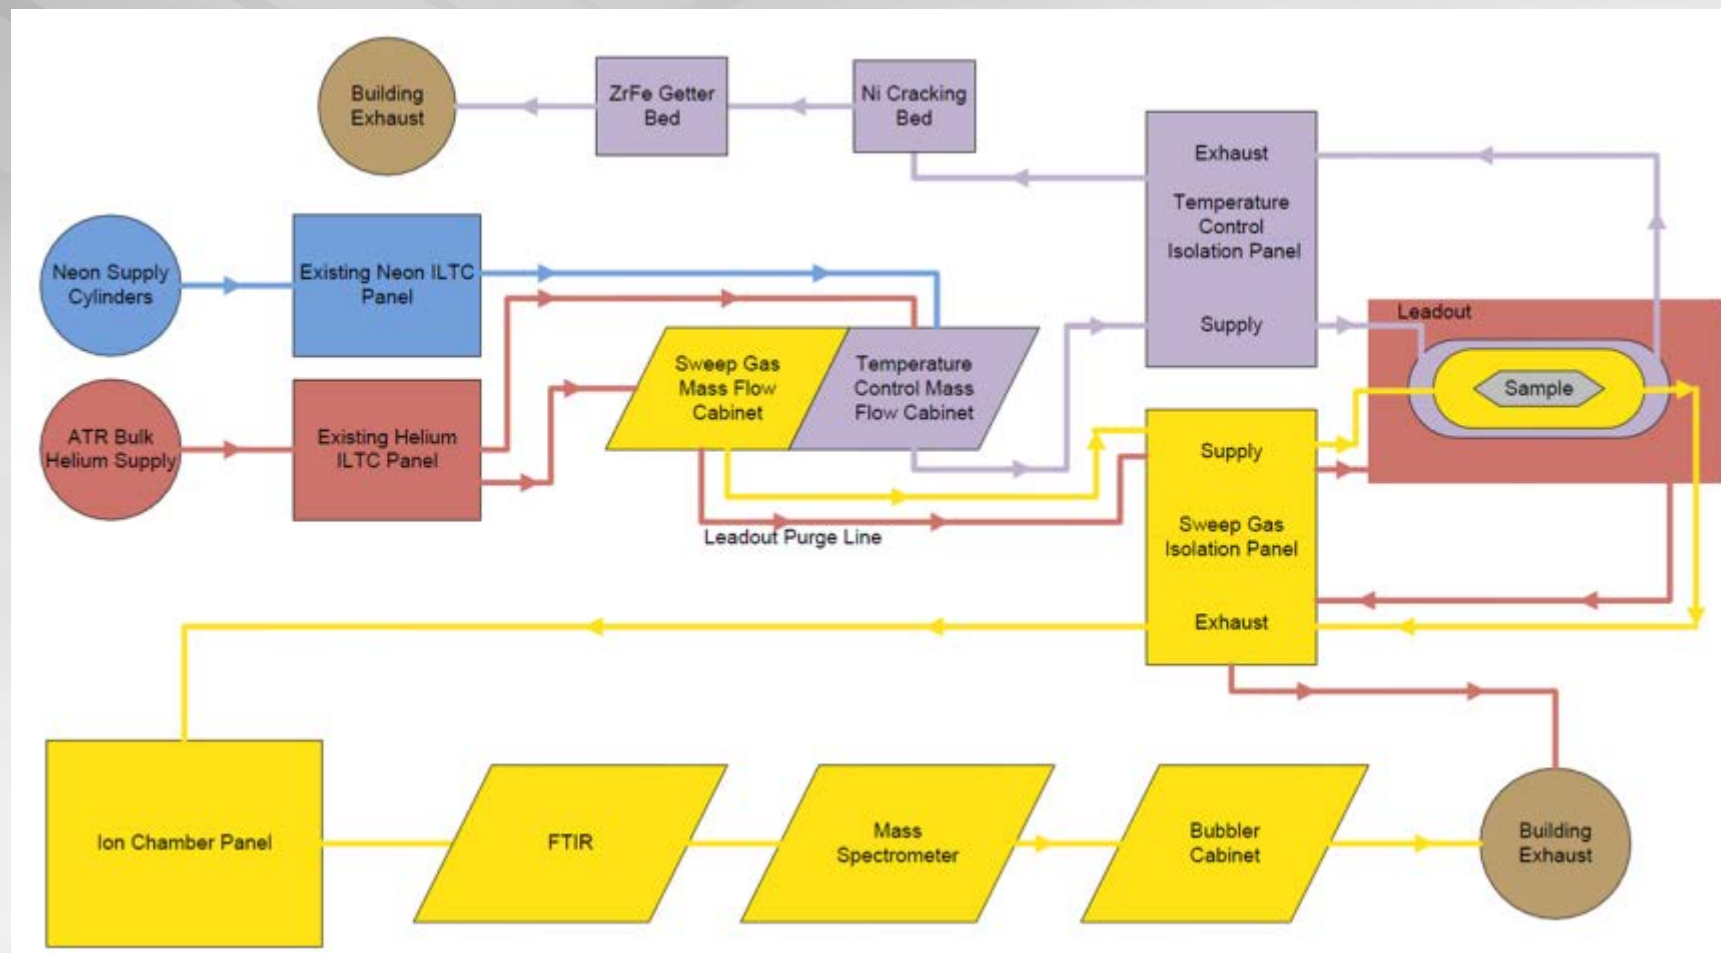 Building
Exhaust
ZrFe Getter
Bed
Ni Cracking
Bed
Exhaust
Temperature
Control
Isolation Panel
Supply
Neon Supply
Cylinders
Existing Neon ILTC
Panel
ATR Bulk
Helium Supply
Existing Helium
ILTC Panel
Sweep Gas
Mass Flow
Cabinet
Temperature
Control Mass
Flow Cabinet
Leadout
Sample
Supply
Sweep Gas
Isolation Panel
Exhaust
Leadout Purge Line
Ion Chamber Panel
FTIR
Mass
Spectrometer
Bubbler
Cabinet
Building
Exhaust